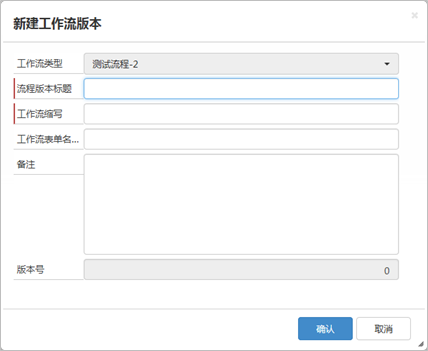 新建工作流版本
工作流类型 测试流程-2
流程版本标题
工作流缩写
工作流表单名...
备注
版本号 0
确认 取消